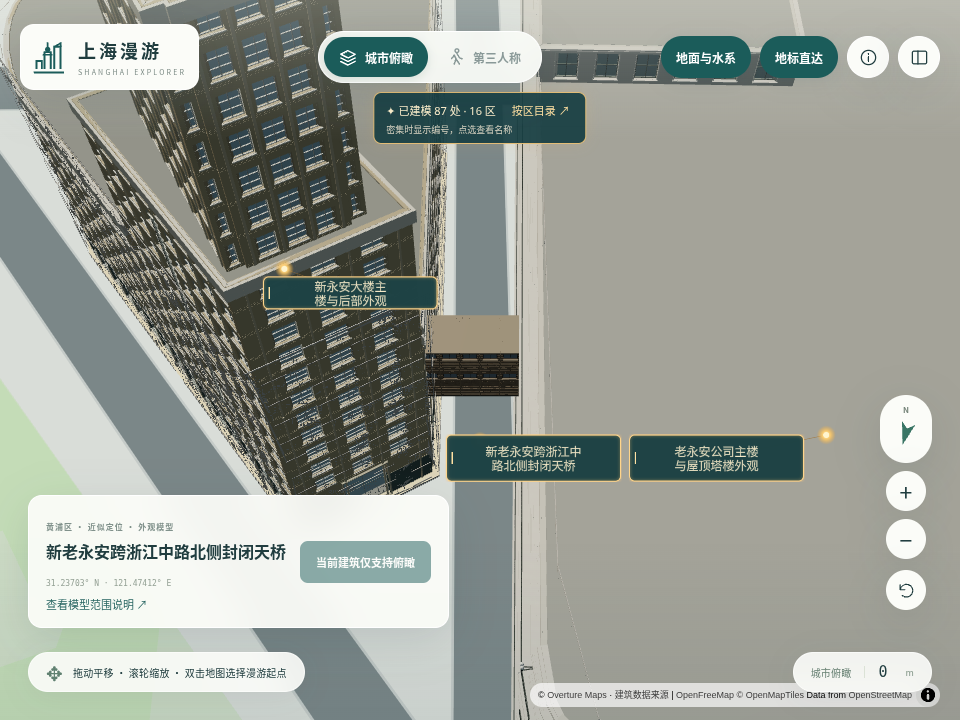 上海漫游
SHANGHAI EXPLORER
城市俯瞰
第三人称
地面与水系
地标直达
✦ 已建模 87 处 · 16 区
按区目录 ↗
密集时显示编号，点选查看名称
新永安大楼主
楼与后部外观
新老永安跨浙江中
路北侧封闭天桥
老永安公司主楼
与屋顶塔楼外观
N
+
−
黄浦区 · 近似定位 · 外观模型
新老永安跨浙江中路北侧封闭天桥
31.23703° N · 121.47412° E
查看模型范围说明 ↗
当前建筑仅支持俯瞰
拖动平移 · 滚轮缩放 · 双击地图选择漫游起点
城市俯瞰
0 m
© Overture Maps · 建筑数据来源 | OpenFreeMap © OpenMapTiles Data from OpenStreetMap